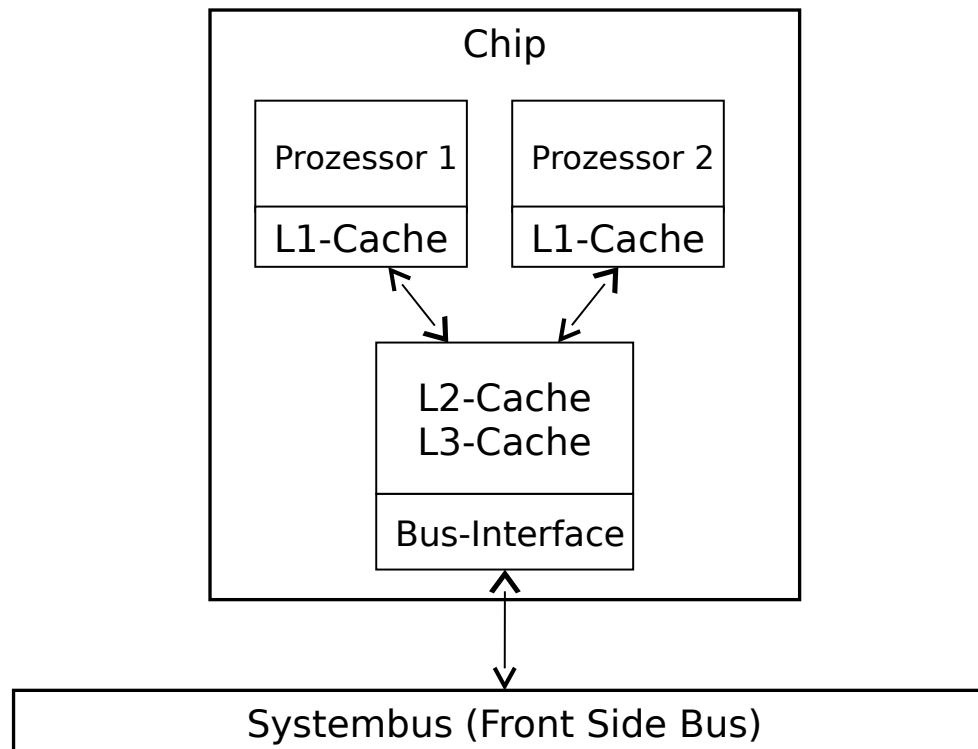 Chip
Prozessor 1
Prozessor 2
L1-Cache
L1-Cache
L2-Cache
L3-Cache
Bus-Interface
Systembus (Front Side Bus)